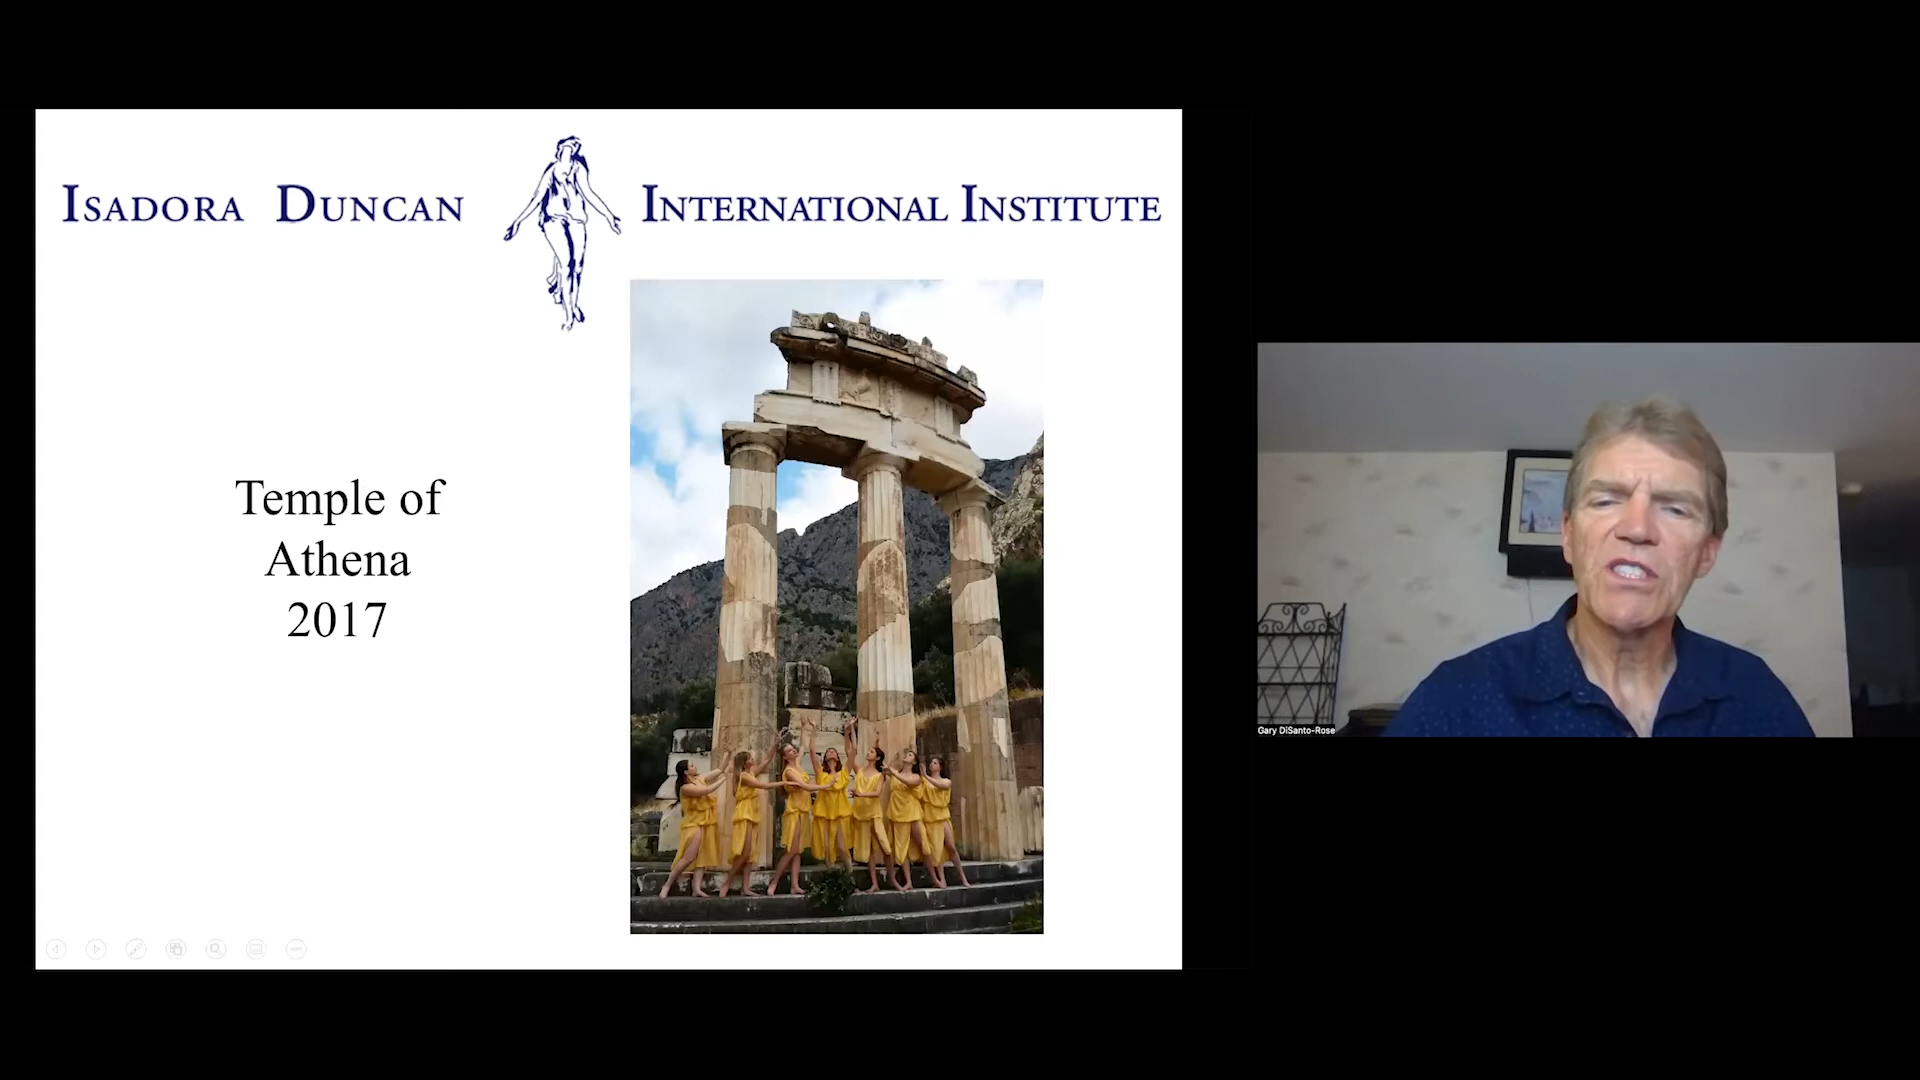 ISADORA DUNCAN INTERNATIONAL INSTITUTE
Temple of
Athena
2017
Gary DiSanto-Rose